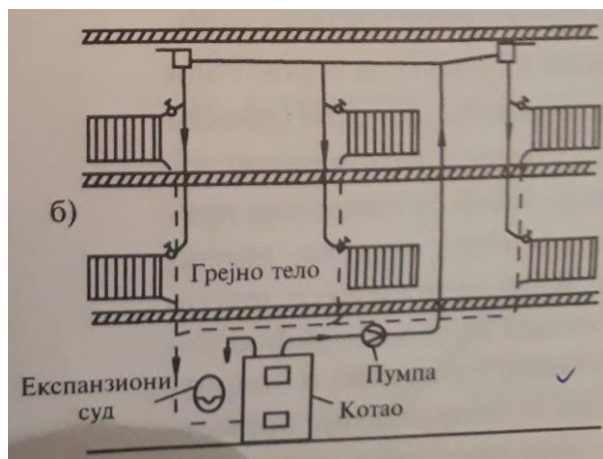 б)
Грејно тело
Експанзиони
суд
Пумпа
Котао